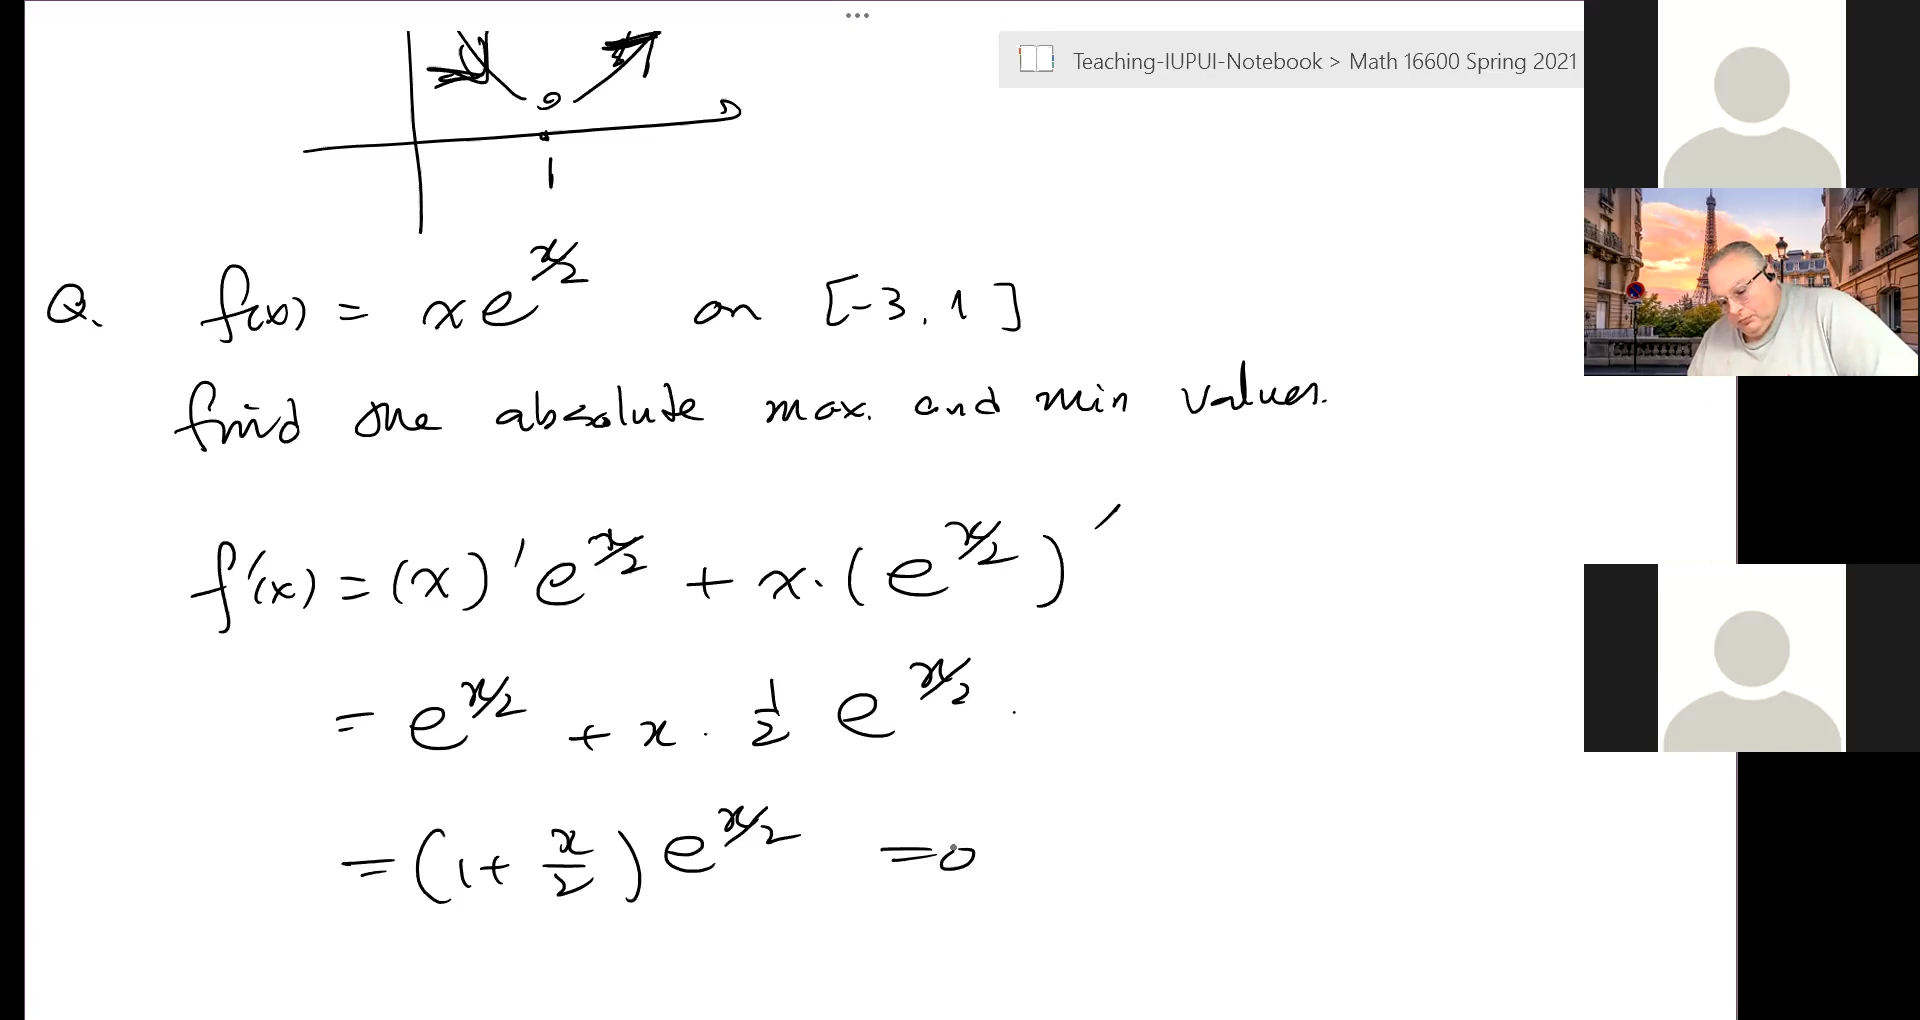 Teaching-IUPUI-Notebook > Math 16600 Spring 2021
1
Q. f(x) = xe^{x/2} on [-3, 1]
find the absolute max. and min values.
f'(x) = (x)' e^{x/2} + x · (e^{x/2})'
= e^{x/2} + x · 1/2 e^{x/2}.
= (1 + x/2) e^{x/2} = 0